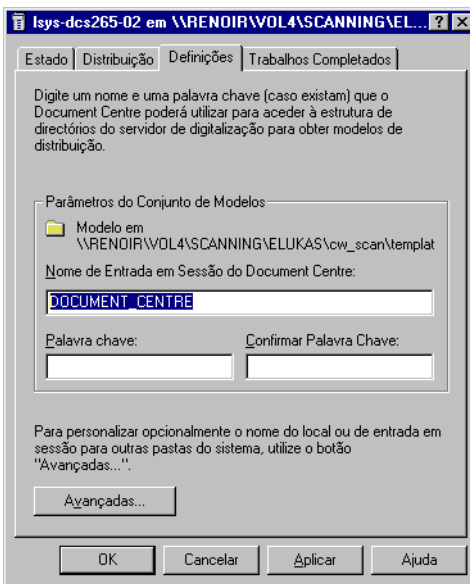 lsys-dcs265-02 em \\RENOIR\VOL4\SCANNING\EL...
Estado Distribuição Definições Trabalhos Completados
Digite um nome e uma palavra chave (caso existam) que o
Document Centre poderá utilizar para aceder à estrutura de
directórios do servidor de digitalização para obter modelos de
distribuição.
Parâmetros do Conjunto de Modelos
Modelo em
\\RENOIR\VOL4\SCANNING\ELUKAS\cw_scan\templat
Nome de Entrada em Sessão do Document Centre:
DOCUMENT_CENTRE
Palavra chave: Confirmar Palavra Chave:
Para personalizar opcionalmente o nome do local ou de entrada em
sessão para outras pastas do sistema, utilize o botão
"Avançadas...".
Avançadas...
OK Cancelar Aplicar Ajuda